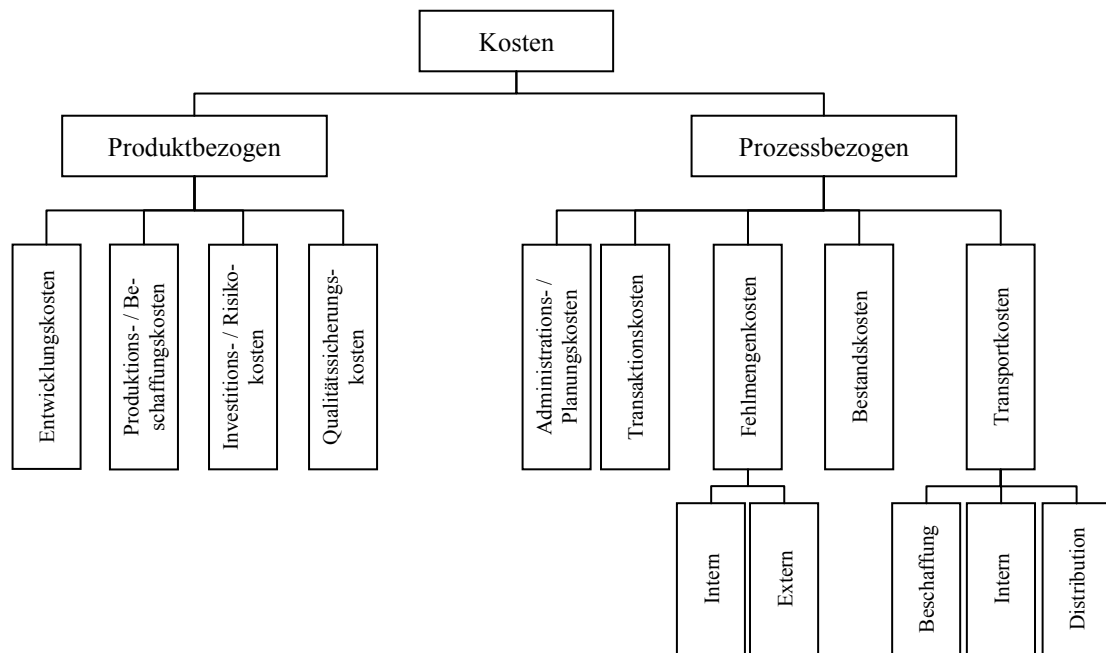 Kosten
Produktbezogen
Prozessbezogen
Entwicklungskosten
Produktions- / Be-
schaffungskosten
Investitions- / Risiko-
kosten
Qualitätssicherungs-
kosten
Administrations- /
Planungskosten
Transaktionskosten
Fehlmengenkosten
Bestandskosten
Transportkosten
Intern
Extern
Beschaffung
Intern
Distribution